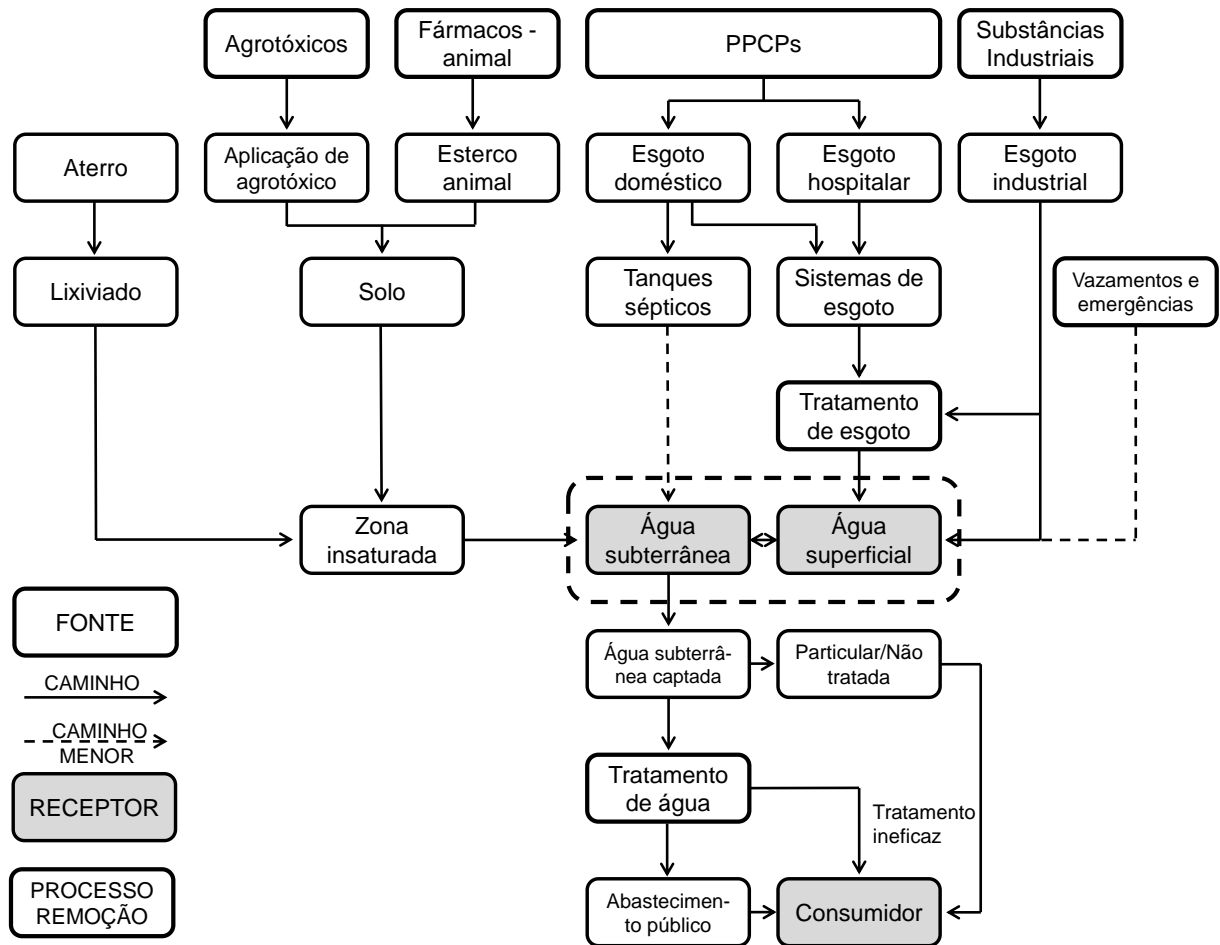 Agrotóxicos
Fármacos -
animal
PPCPs
Substâncias
Industriais
Aterro
Aplicação de
agrotóxico
Esterco
animal
Esgoto
doméstico
Esgoto
hospitalar
Esgoto
industrial
Lixiviado
Solo
Tanques
sépticos
Sistemas de
esgoto
Vazamentos e
emergências
Tratamento
de esgoto
Zona
insaturada
Água
subterrânea
Água
superficial
FONTE
CAMINHO
CAMINHO
MENOR
RECEPTOR
PROCESSO
REMOÇÃO
Água subterrâ-
nea captada
Particular/Não
tratada
Tratamento
de água
Tratamento
ineficaz
Abastecimen-
to público
Consumidor